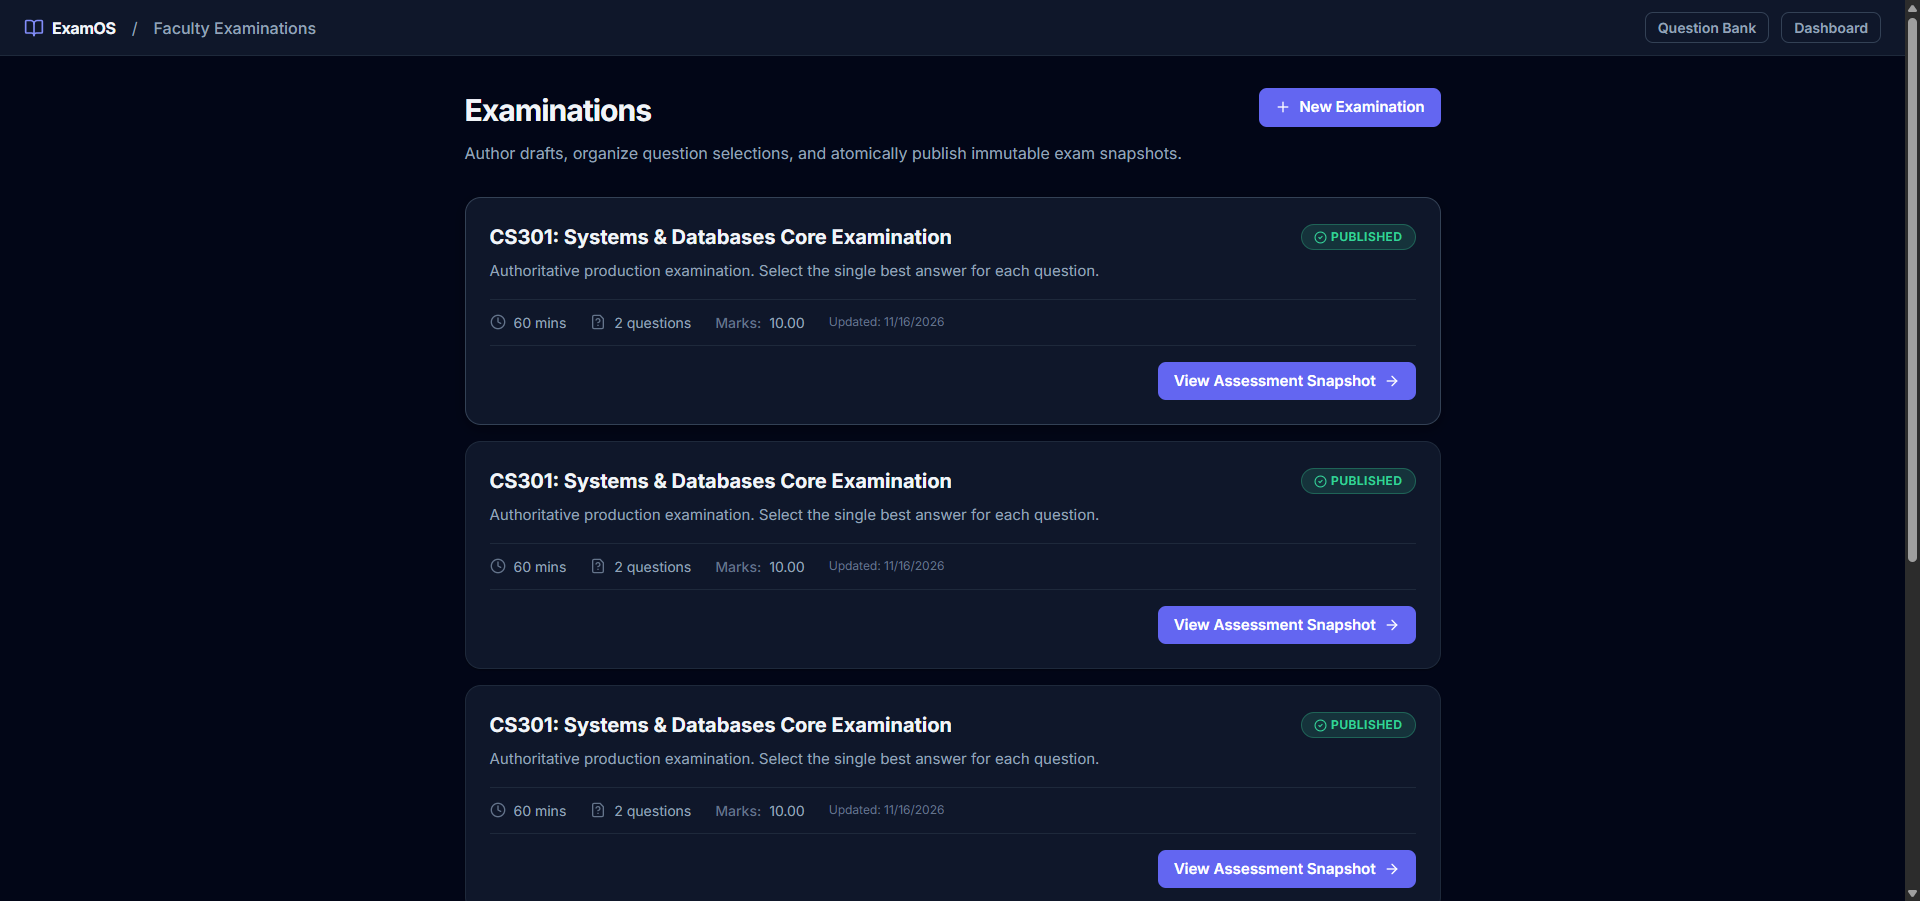 ExamOS / Faculty Examinations
Question Bank
Dashboard
Examinations
New Examination
Author drafts, organize question selections, and atomically publish immutable exam snapshots.
CS301: Systems & Databases Core Examination
PUBLISHED
Authoritative production examination. Select the single best answer for each question.
60 mins 2 questions Marks: 10.00 Updated: 11/16/2026
View Assessment Snapshot
CS301: Systems & Databases Core Examination
PUBLISHED
Authoritative production examination. Select the single best answer for each question.
60 mins 2 questions Marks: 10.00 Updated: 11/16/2026
View Assessment Snapshot
CS301: Systems & Databases Core Examination
PUBLISHED
Authoritative production examination. Select the single best answer for each question.
60 mins 2 questions Marks: 10.00 Updated: 11/16/2026
View Assessment Snapshot